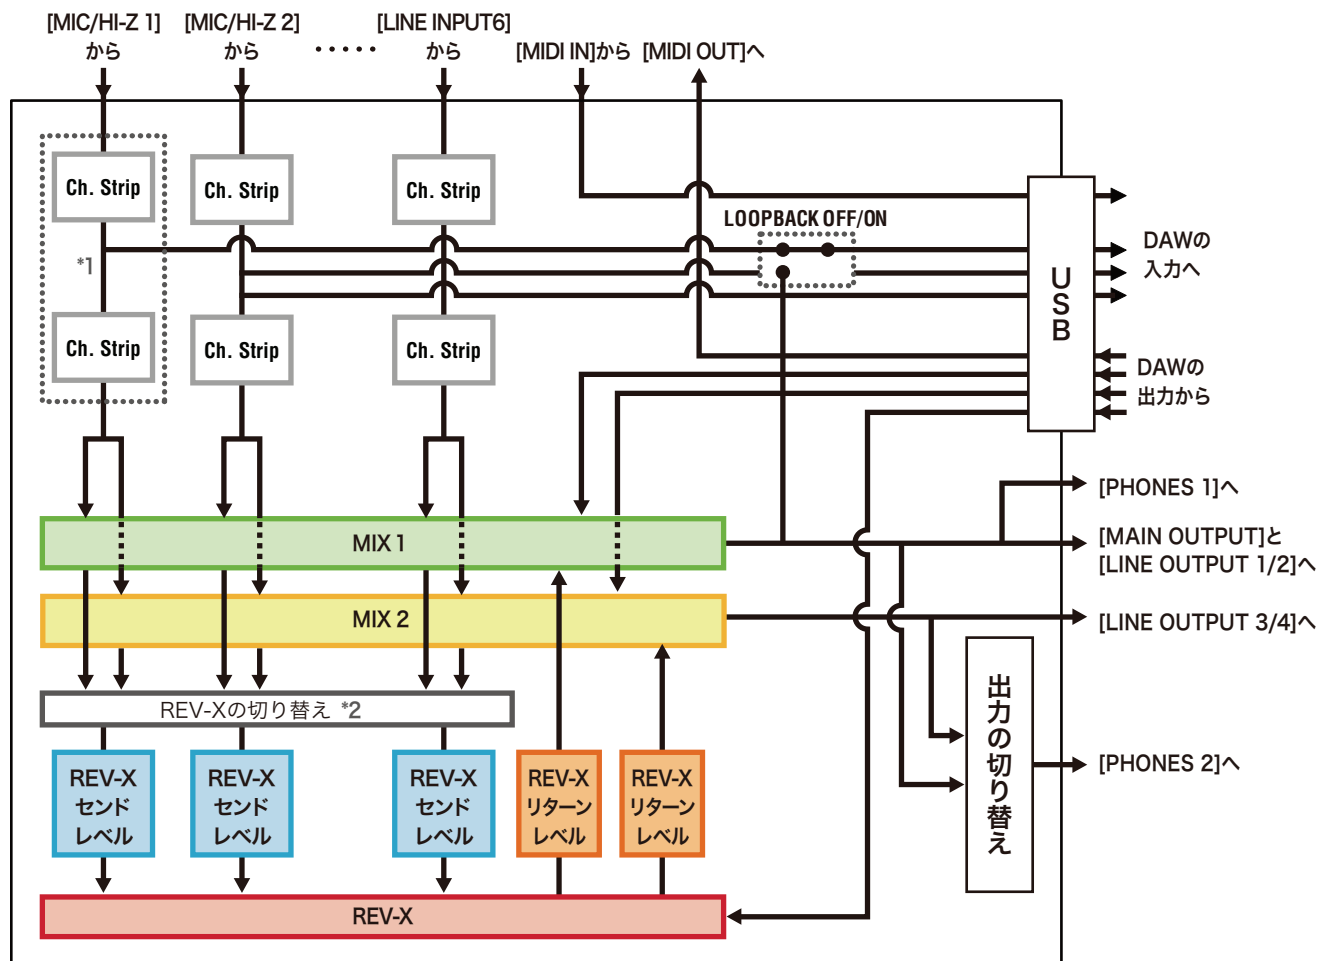 [MIC/HI-Z 1]
から
[MIC/HI-Z 2]
から
[LINE INPUT6]
から
[MIDI IN]から
[MIDI OUT]へ
Ch. Strip
Ch. Strip
Ch. Strip
LOOPBACK OFF/ON
*1
USB
DAWの
入力へ
Ch. Strip
Ch. Strip
Ch. Strip
DAWの
出力から
[PHONES 1]へ
MIX 1
[MAIN OUTPUT]と
[LINE OUTPUT 1/2]へ
MIX 2
[LINE OUTPUT 3/4]へ
REV-Xの切り替え *2
出力の切り替え
[PHONES 2]へ
REV-X
センド
レベル
REV-X
センド
レベル
REV-X
センド
レベル
REV-X
リターン
レベル
REV-X
リターン
レベル
REV-X